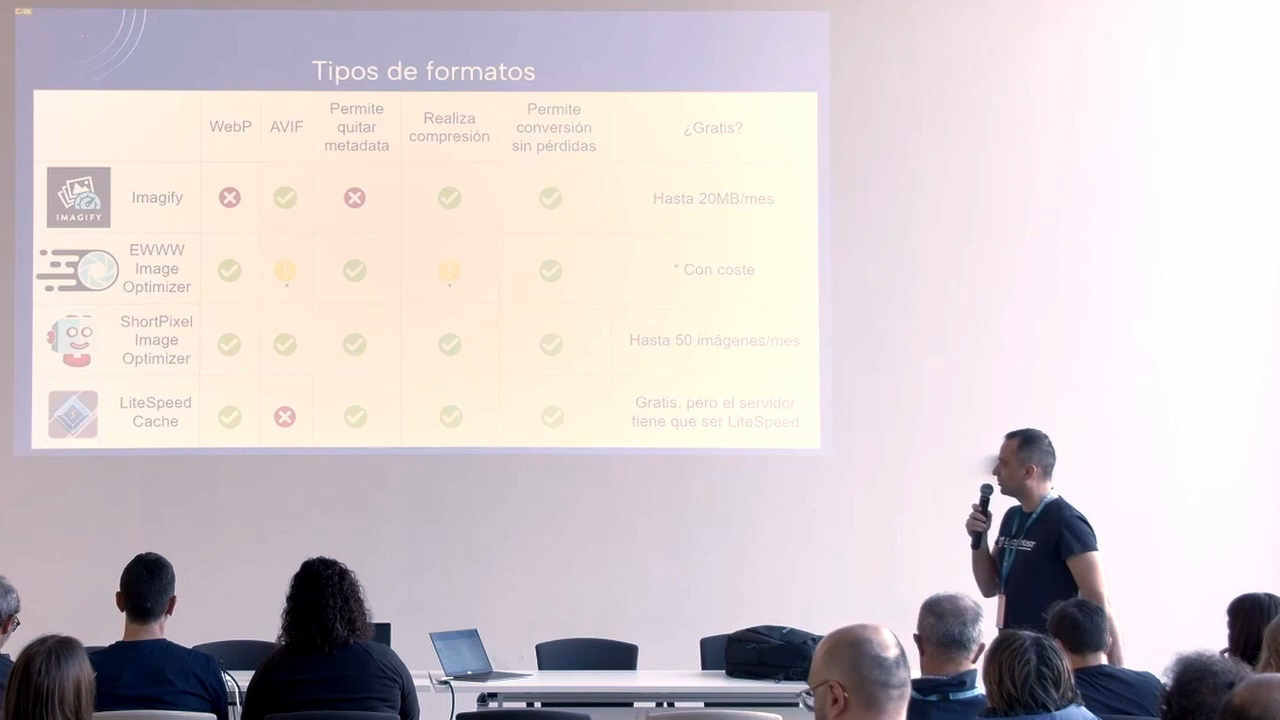 Tipos de formatos
WebP
AVIF
Permite
quitar
metadata
Realiza
compresión
Permite
conversión
sin pérdidas
¿Gratis?
IMAGIFY
Imagify
Hasta 20MB/mes
EWWW
Image
Optimizer
* Con coste
ShortPixel
Image
Optimizer
Hasta 50 imágenes/mes
LiteSpeed
Cache
Gratis, pero el servidor
tiene que ser LiteSpeed